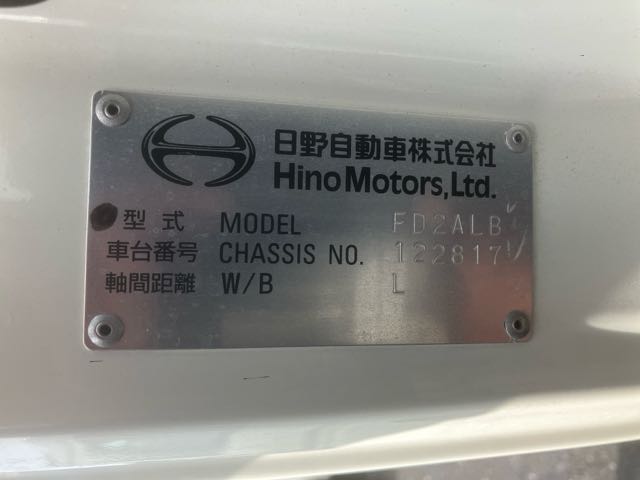 日野自動車株式会社
Hino Motors, Ltd.
型式 MODEL FD2ALB
車台番号 CHASSIS NO. 122817
軸間距離 W/B L